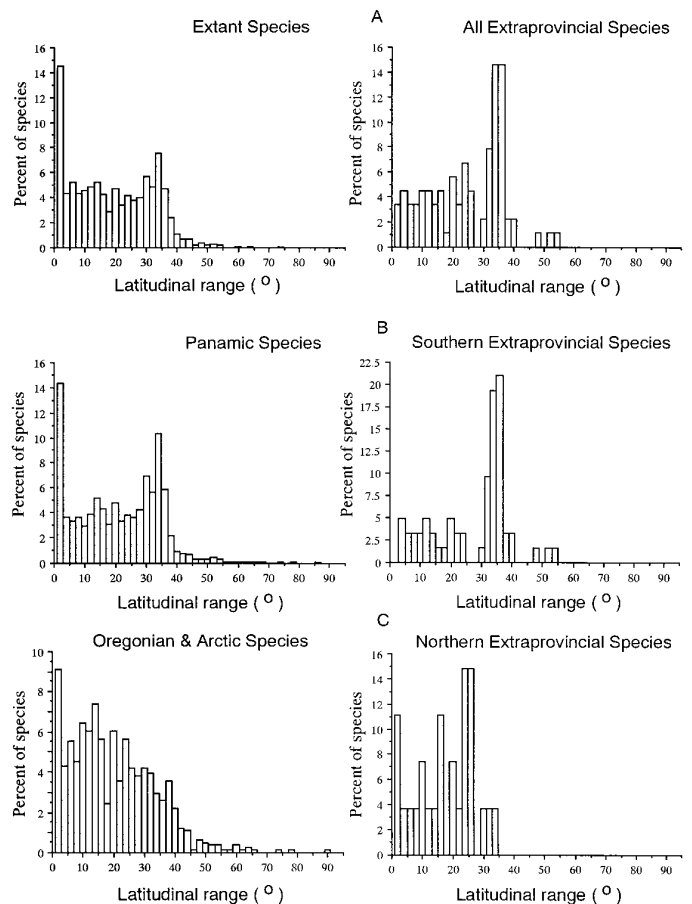 A
Extant Species
Percent of species
16
14
12
10
8
6
4
2
0
0 10 20 30 40 50 60 70 80 90
Latitudinal range ( O )
All Extraprovincial Species
Percent of species
16
14
12
10
8
6
4
2
0
0 10 20 30 40 50 60 70 80 90
Latitudinal range ( O )
B
Panamic Species
Percent of species
16
14
12
10
8
6
4
2
0
0 10 20 30 40 50 60 70 80 90
Latitudinal range ( O )
Southern Extraprovincial Species
Percent of species
22.5
20
17.5
15
12.5
10
7.5
5
2.5
0
0 10 20 30 40 50 60 70 80 90
Latitudinal range ( O )
C
Oregonian & Arctic Species
Percent of species
10
8
6
4
2
0
0 10 20 30 40 50 60 70 80 90
Latitudinal range ( O )
Northern Extraprovincial Species
Percent of species
16
14
12
10
8
6
4
2
0
0 10 20 30 40 50 60 70 80 90
Latitudinal range ( O )